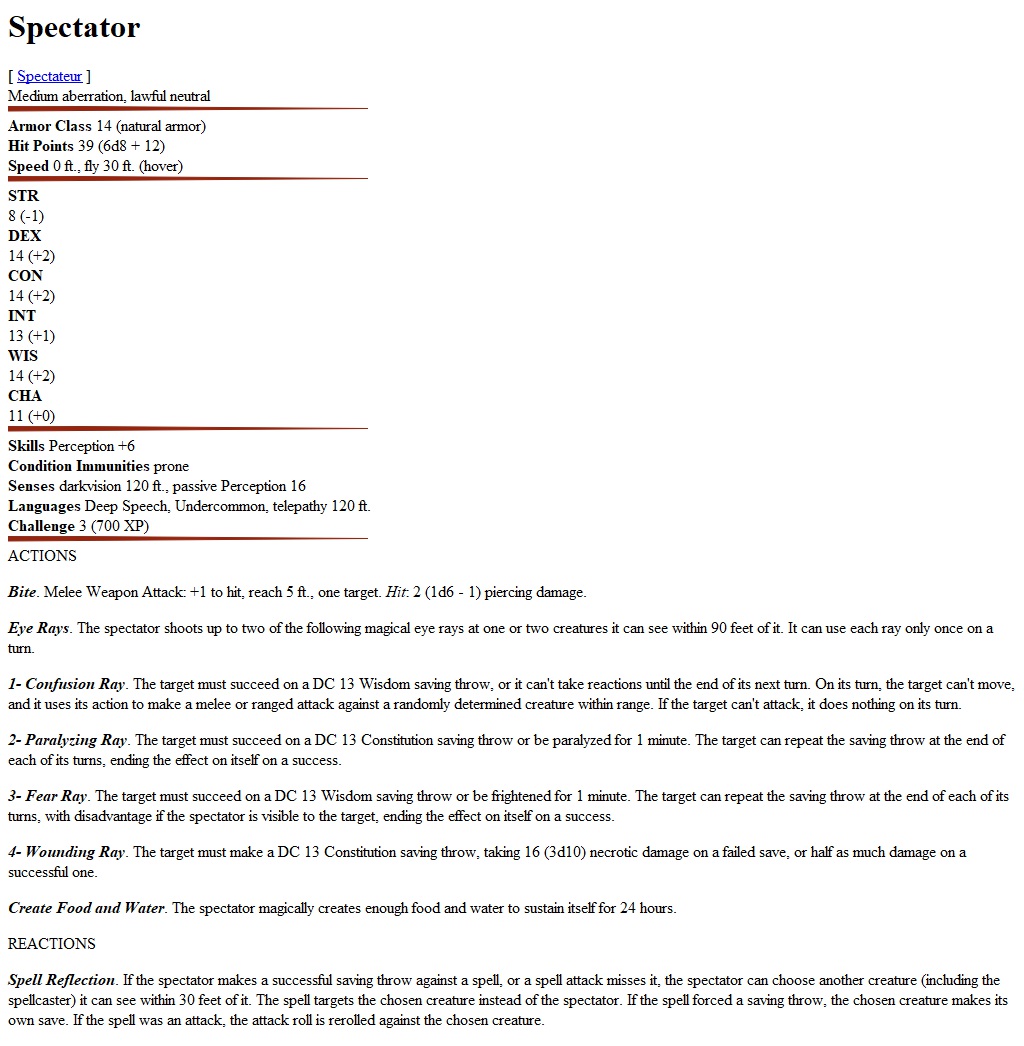 Spectator
[ Spectateur ]
Medium aberration, lawful neutral
Armor Class 14 (natural armor)
Hit Points 39 (6d8 + 12)
Speed 0 ft., fly 30 ft. (hover)
STR
8 (-1)
DEX
14 (+2)
CON
14 (+2)
INT
13 (+1)
WIS
14 (+2)
CHA
11 (+0)
Skills Perception +6
Condition Immunities prone
Senses darkvision 120 ft., passive Perception 16
Languages Deep Speech, Undercommon, telepathy 120 ft.
Challenge 3 (700 XP)
ACTIONS
Bite. Melee Weapon Attack: +1 to hit, reach 5 ft., one target. Hit: 2 (1d6 - 1) piercing damage.
Eye Rays. The spectator shoots up to two of the following magical eye rays at one or two creatures it can see within 90 feet of it. It can use each ray only once on a
turn.
1- Confusion Ray. The target must succeed on a DC 13 Wisdom saving throw, or it can't take reactions until the end of its next turn. On its turn, the target can't move,
and it uses its action to make a melee or ranged attack against a randomly determined creature within range. If the target can't attack, it does nothing on its turn.
2- Paralyzing Ray. The target must succeed on a DC 13 Constitution saving throw or be paralyzed for 1 minute. The target can repeat the saving throw at the end of
each of its turns, ending the effect on itself on a success.
3- Fear Ray. The target must succeed on a DC 13 Wisdom saving throw or be frightened for 1 minute. The target can repeat the saving throw at the end of each of its
turns, with disadvantage if the spectator is visible to the target, ending the effect on itself on a success.
4- Wounding Ray. The target must make a DC 13 Constitution saving throw, taking 16 (3d10) necrotic damage on a failed save, or half as much damage on a
successful one.
Create Food and Water. The spectator magically creates enough food and water to sustain itself for 24 hours.
REACTIONS
Spell Reflection. If the spectator makes a successful saving throw against a spell, or a spell attack misses it, the spectator can choose another creature (including the
spellcaster) it can see within 30 feet of it. The spell targets the chosen creature instead of the spectator. If the spell forced a saving throw, the chosen creature makes its
own save. If the spell was an attack, the attack roll is rerolled against the chosen creature.